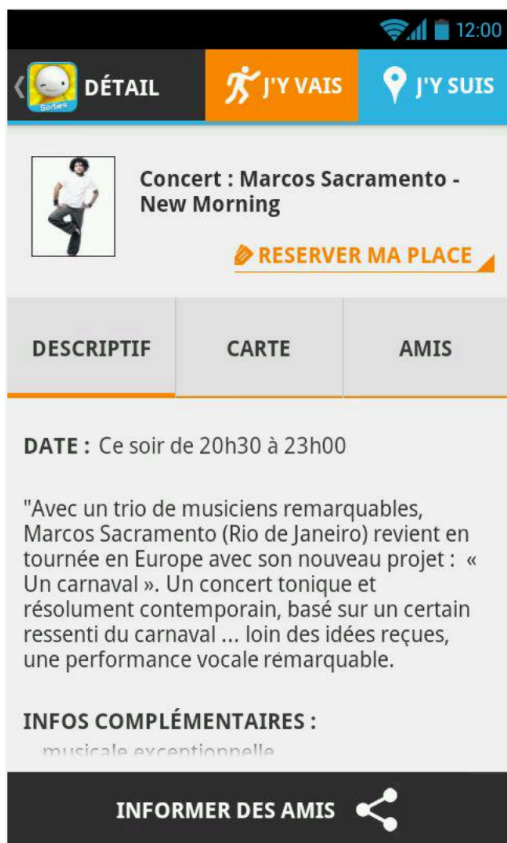 12:00
Sorties
DÉTAIL
J'Y VAIS
J'Y SUIS
Concert : Marcos Sacramento -
New Morning
RESERVER MA PLACE
DESCRIPTIF
CARTE
AMIS
DATE : Ce soir de 20h30 à 23h00
"Avec un trio de musiciens remarquables,
Marcos Sacramento (Rio de Janeiro) revient en
tournée en Europe avec son nouveau projet : «
Un carnaval ». Un concert tonique et
résolument contemporain, basé sur un certain
ressenti du carnaval ... loin des idées reçues,
une performance vocale remarquable.
INFOS COMPLÉMENTAIRES :
musicale exceptionnelle
INFORMER DES AMIS